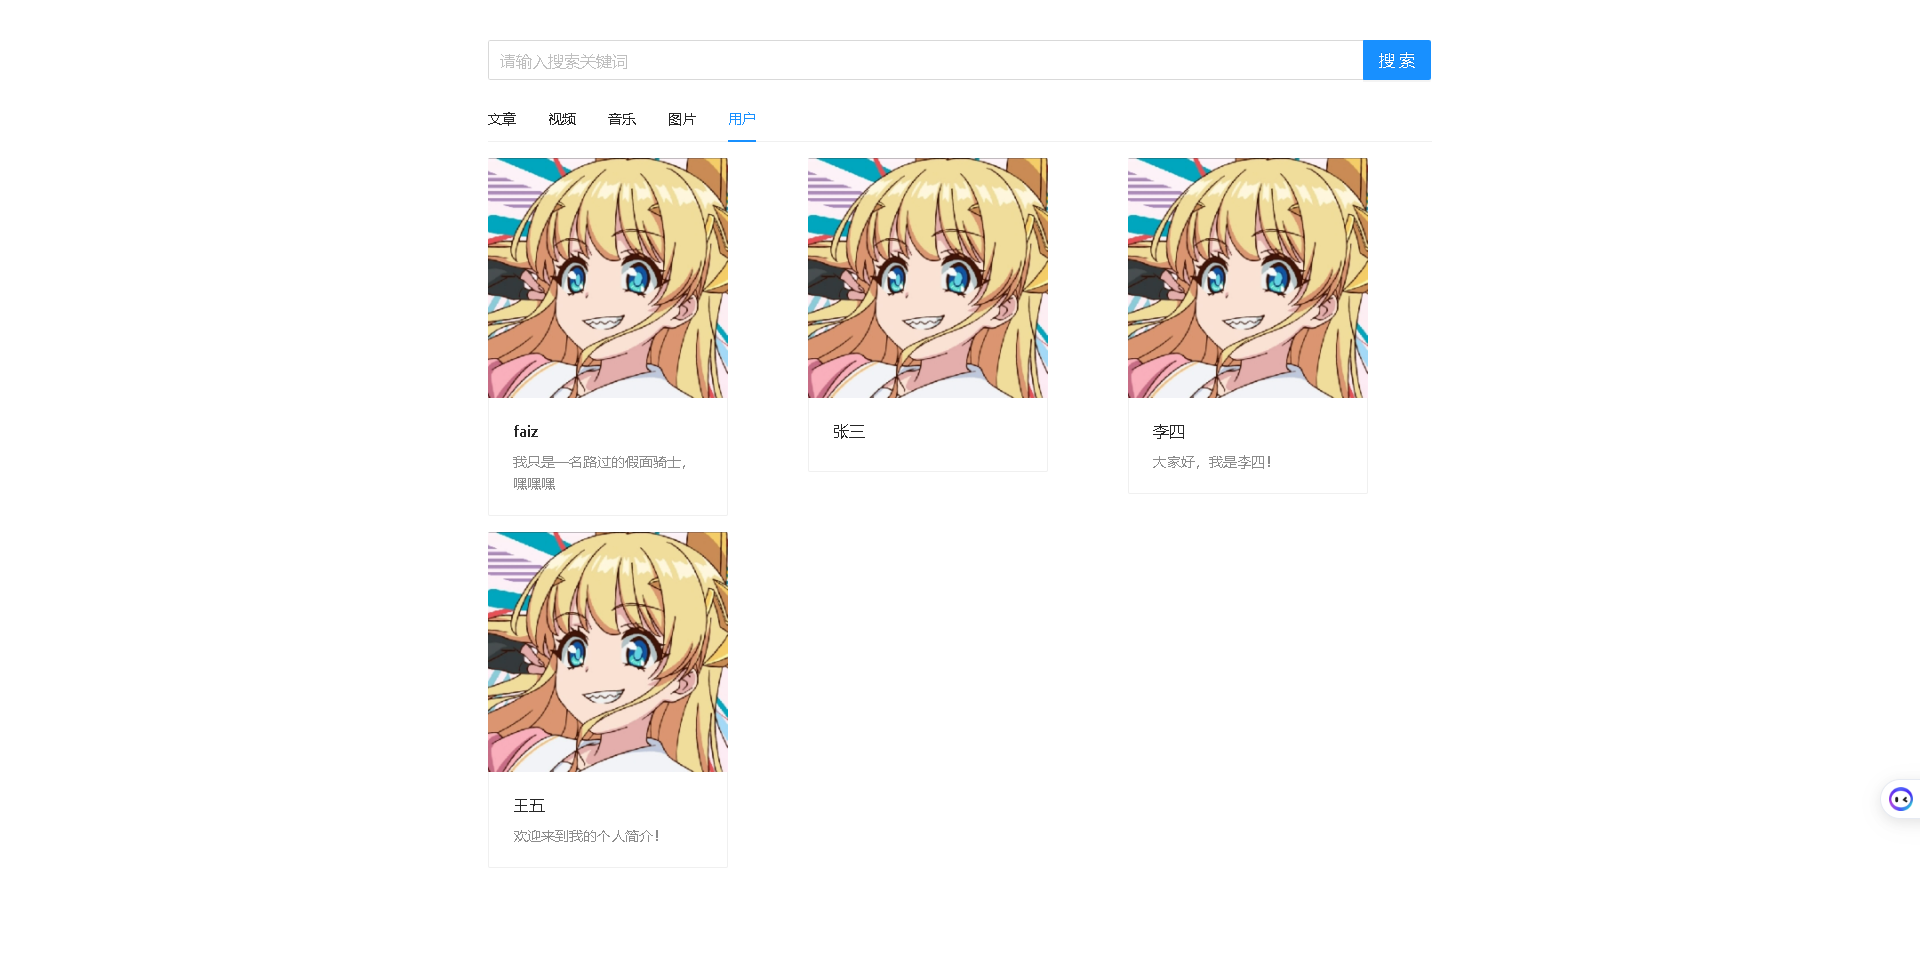 请输入搜索关键词
搜 索
文章 视频 音乐 图片 用户
faiz
我只是一名路过的假面骑士，
嘿嘿嘿
张三
李四
大家好，我是李四！
王五
欢迎来到我的个人简介！